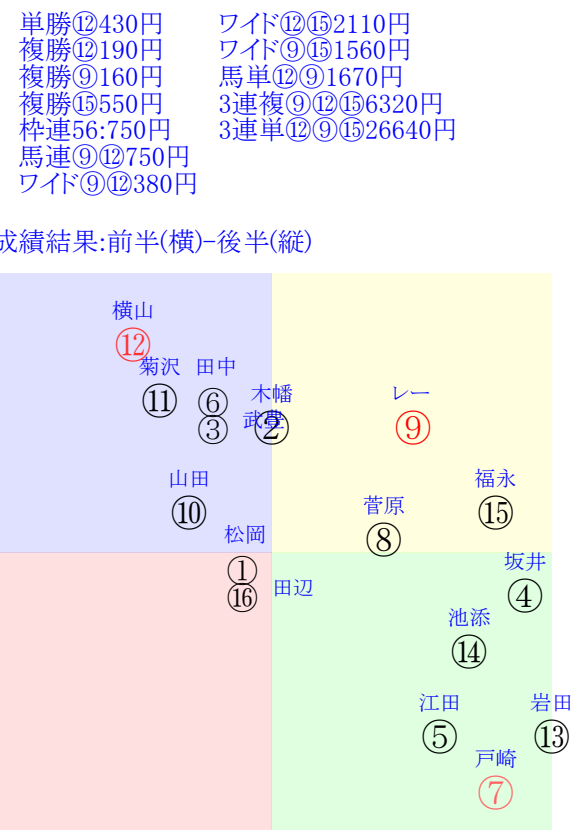 単勝⑫430円
複勝⑫190円
複勝⑨160円
複勝⑮550円
枠連56:750円
馬連⑨⑫750円
ワイド⑨⑫380円
ワイド⑫⑮2110円
ワイド⑨⑮1560円
馬単⑫⑨1670円
3連複⑨⑫⑮6320円
3連単⑫⑨⑮26640円
成績結果:前半(横)-後半(縦)
横山
⑫
菊沢 田中
木幡 レー
⑪ ⑥
③ 武豊 ② ⑨
山田 福永
⑩ 菅原 ⑮
松岡 ⑧
坂井
① 田辺 ④
⑯
池添
⑭
江田 岩田
⑤ ⑬
戸崎
⑦